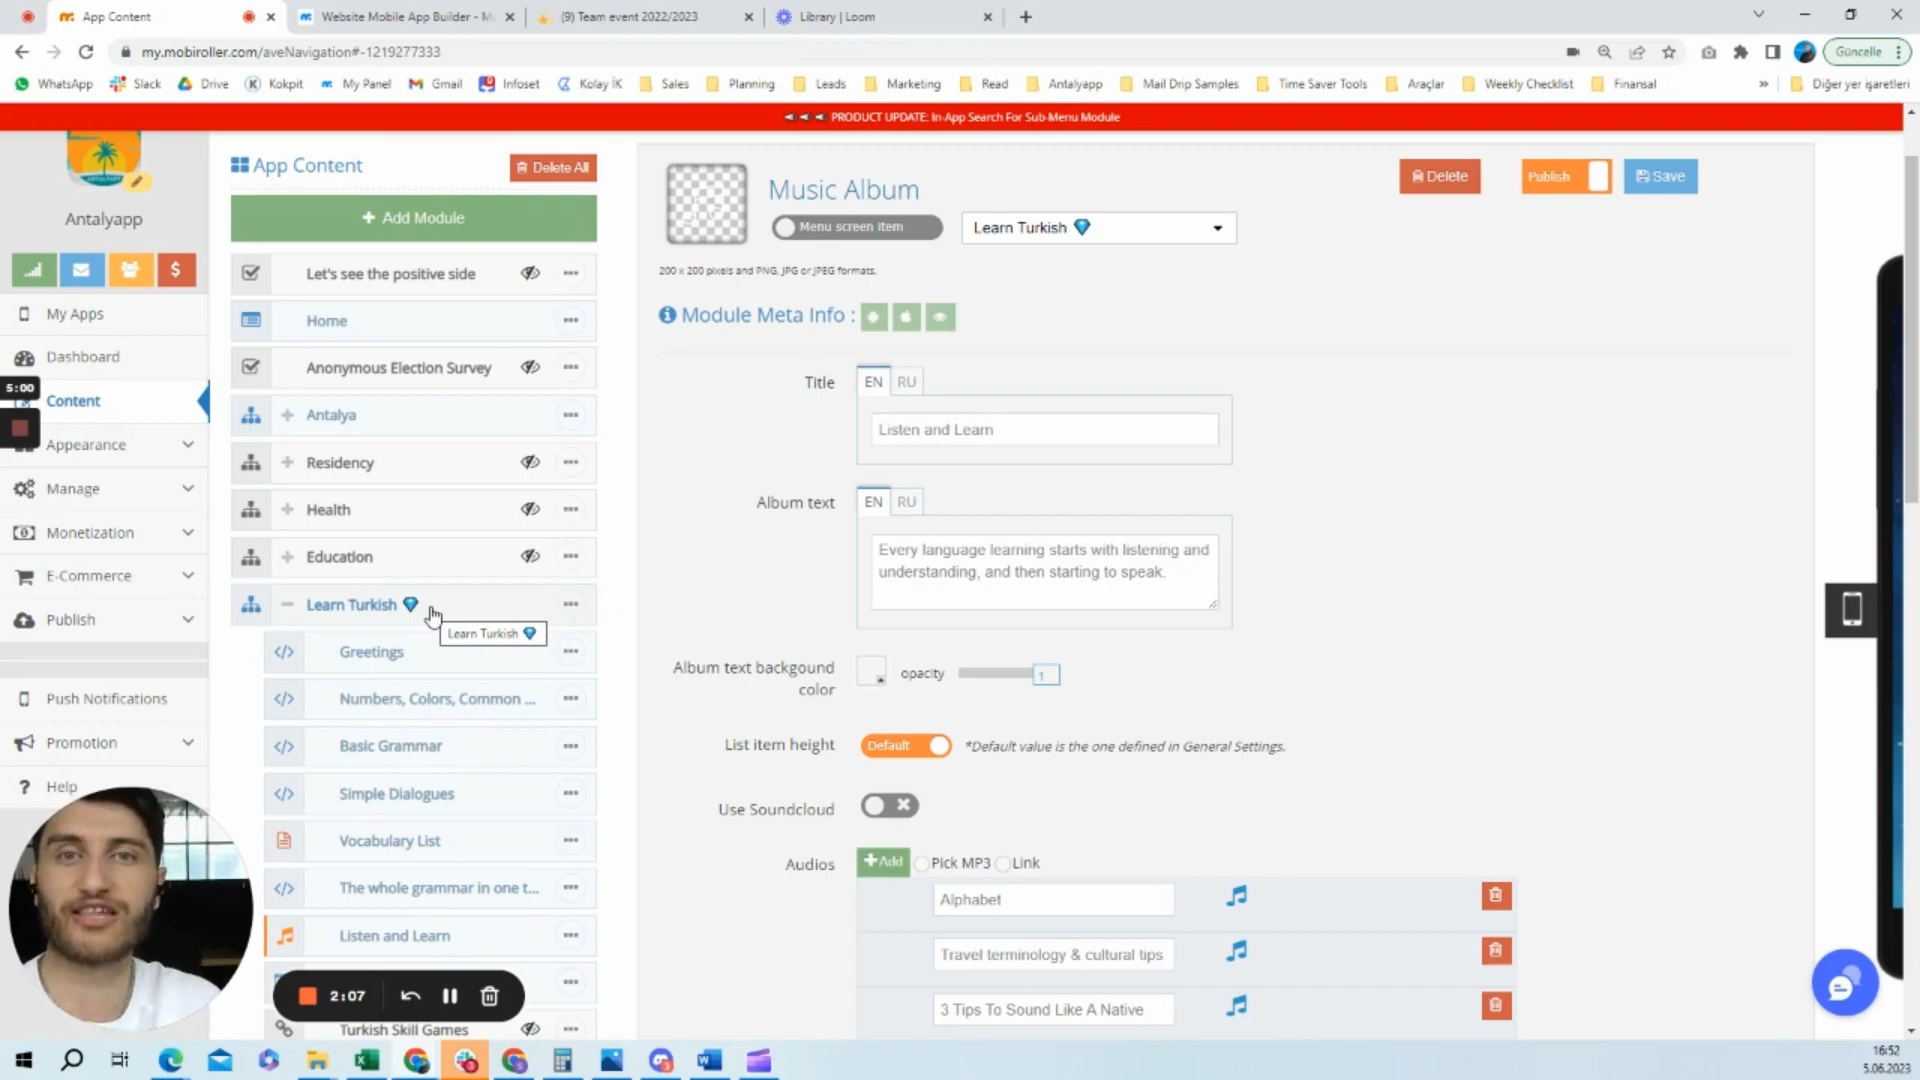 App Content
Website Mobile App Builder - M
(9) Team event 2022/2023
Library | Loom
my.mobiroller.com/aveNavigation#-1219277333
Güncelle
WhatsApp
Slack
Drive
Kokpit
My Panel
Gmail
Infoset
Kolay İK
Sales
Planning
Leads
Marketing
Read
Antalyapp
Mail Drip Samples
Time Saver Tools
Araçlar
Weekly Checklist
Finansal
»
Diğer yer işaretleri
PRODUCT UPDATE: In-App Search For Sub-Menu Module
Antalyapp
My Apps
Dashboard
5:00
Content
Appearance
Manage
Monetization
E-Commerce
Publish
Push Notifications
Promotion
Help
App Content
Delete All
+ Add Module
Let's see the positive side
Home
Anonymous Election Survey
Antalya
Residency
Health
Education
Learn Turkish
Learn Turkish
Greetings
Numbers, Colors, Common ...
Basic Grammar
Simple Dialogues
Vocabulary List
The whole grammar in one t...
Listen and Learn
2:07
Turkish Skill Games
Music Album
Menu screen item
Learn Turkish
Delete
Publish
Save
200 x 200 pixels and PNG, JPG or JPEG formats.
Module Meta Info :
Title
EN
RU
Listen and Learn
Album text
EN
RU
Every language learning starts with listening and
understanding, and then starting to speak.
Album text backgound
color
opacity
1
List item height
Default
*Default value is the one defined in General Settings.
Use Soundcloud
Audios
+Add
Pick MP3
Link
Alphabet
Travel terminology & cultural tips
3 Tips To Sound Like A Native
16:52
5.06.2023